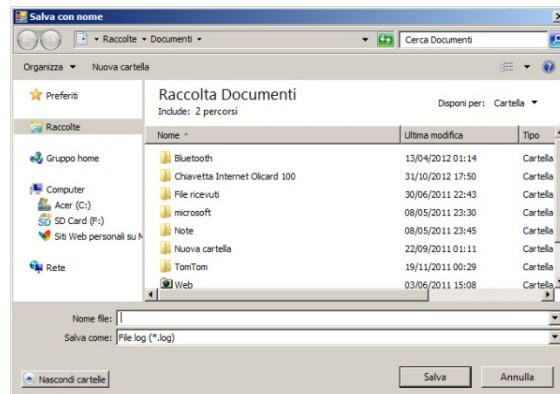 Salva con nome
Raccolte Documenti
Cerca Documenti
Organizza Nuova cartella
Preferiti
Raccolte
Gruppo home
Computer
Acer (C:)
SD Card (F:)
Siti Web personali su M
Rete
Raccolta Documenti
Include: 2 percorsi
Disponi per: Cartella
Nome Ultima modifica Tipo
Bluetooth 13/04/2012 01:14 Cartella
Chiavetta Internet Olicard 100 31/10/2012 17:50 Cartella
File ricevuti 30/06/2011 22:43 Cartella
microsoft 08/05/2011 23:30 Cartella
Note 08/05/2011 23:45 Cartella
Nuova cartella 22/09/2011 01:11 Cartella
TomTom 19/11/2011 00:29 Cartella
Web 03/06/2011 15:08 Cartella
Nome file:
Salva come: File log (*.log)
Nascondi cartelle Salva Annulla